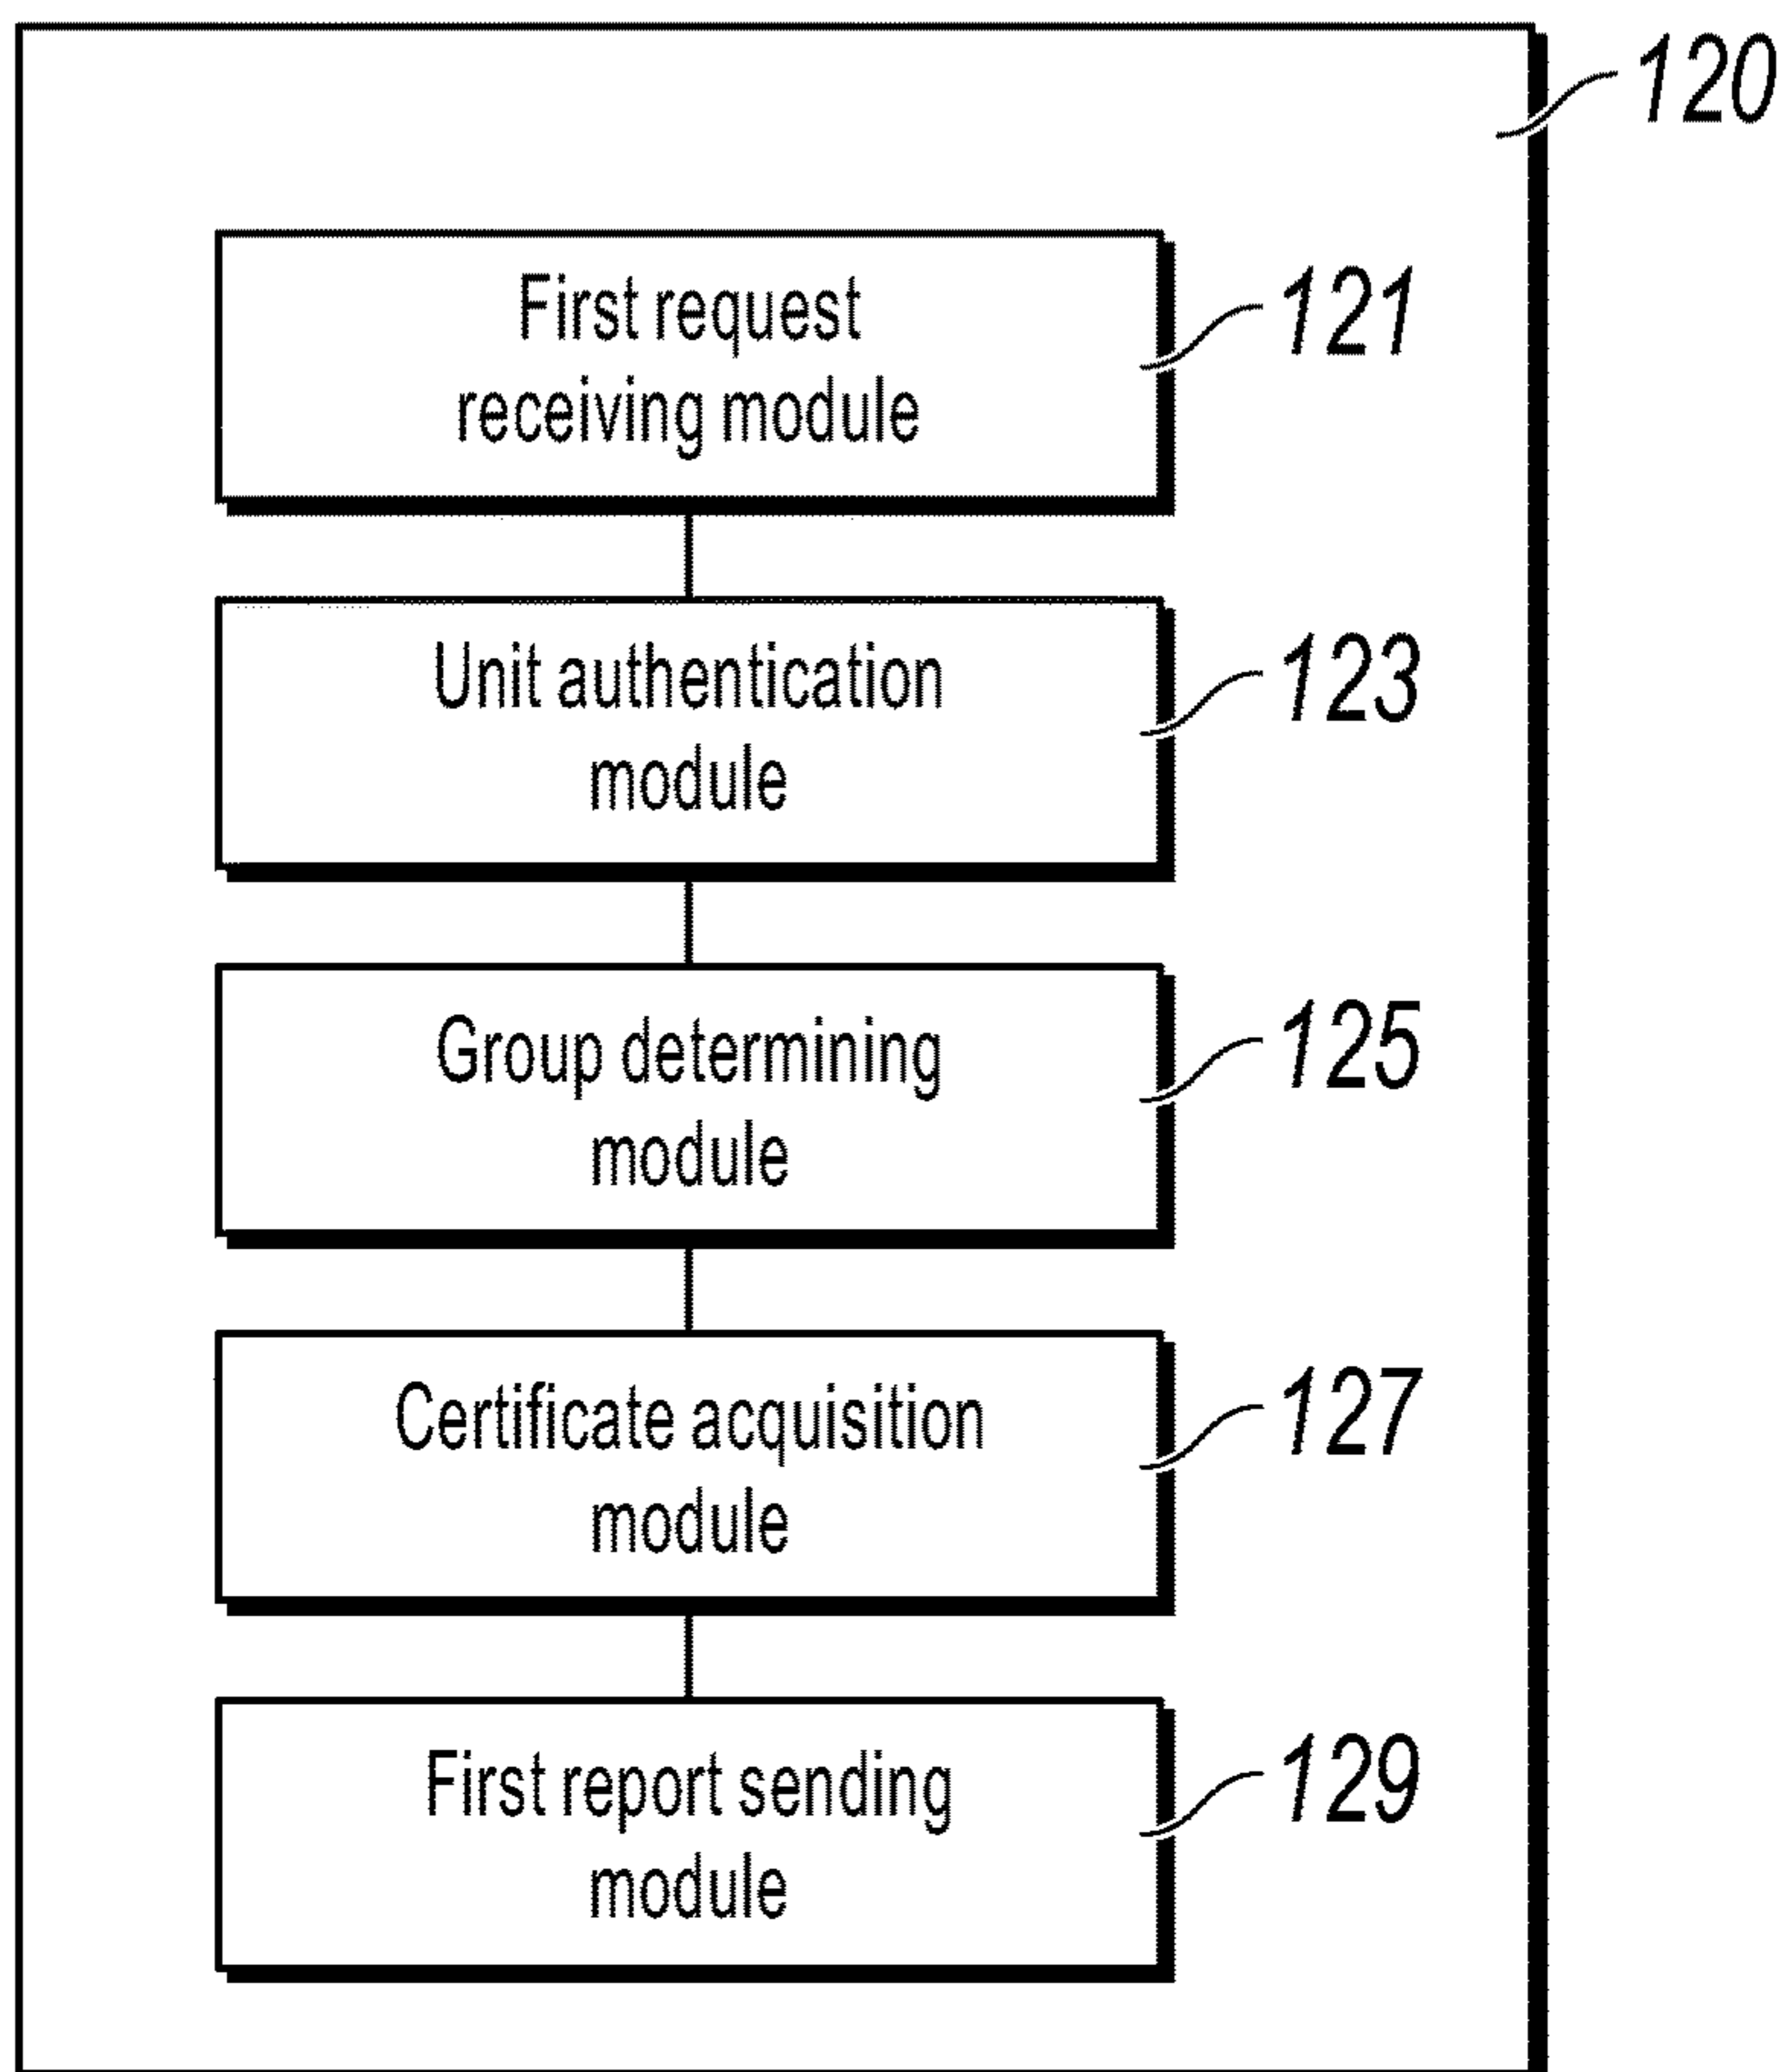 120
First request
receiving module
121
Unit authentication
module
123
Group determining
module
125
Certificate acquisition
module
127
First report sending
module
129